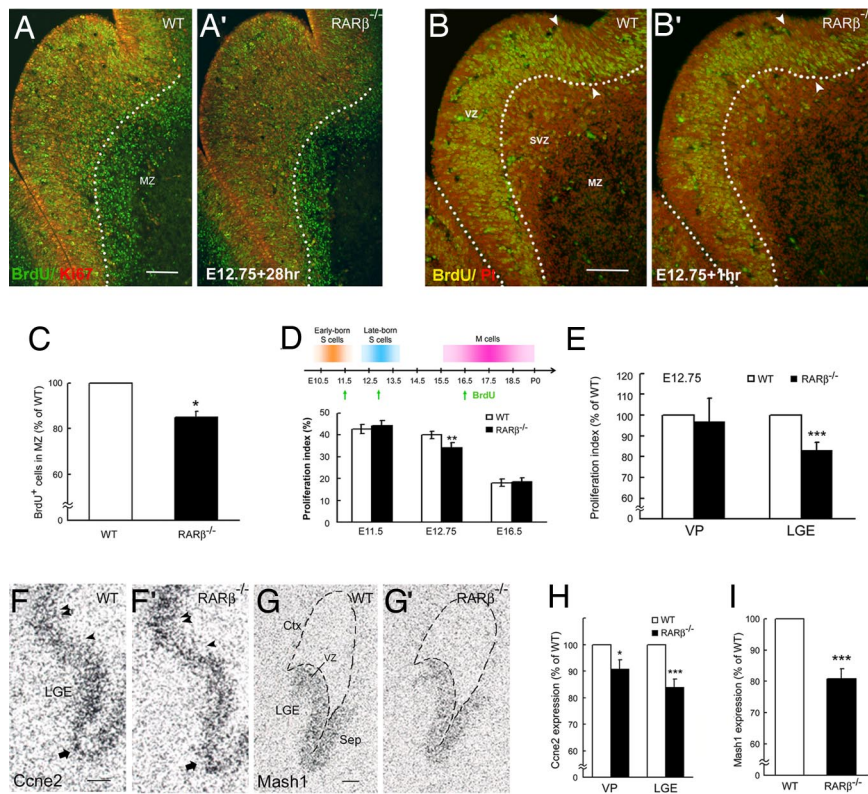 A
WT
MZ
BrdU/ KI67
A'
RARβ-/-
E12.75+28hr
B
WT
VZ
SVZ
MZ
BrdU/ PI
B'
RARβ-/-
E12.75+1hr
C
BrdU+ cells in MZ (% of WT)
100
80
60
0
*
WT
RARβ-/-
D
Early-born
S cells
Late-born
S cells
M cells
E10.5 11.5 12.5 13.5 14.5 15.5 16.5 17.5 18.5 P0
BrdU
Proliferation index (%)
50
40
30
20
10
0
WT
RARβ-/-
**
E11.5
E12.75
E16.5
E
Proliferation index (% of WT)
120
110
100
90
80
60
0
E12.75
WT
RARβ-/-
***
VP
LGE
F
WT
LGE
Ccne2
F'
RARβ-/-
G
WT
Ctx
VZ
LGE
Sep
Mash1
G'
RARβ-/-
H
Ccne2 expression (% of WT)
100
90
80
60
0
WT
RARβ-/-
*
***
VP
LGE
I
Mash1 expression (% of WT)
100
80
60
0
***
WT
RARβ-/-